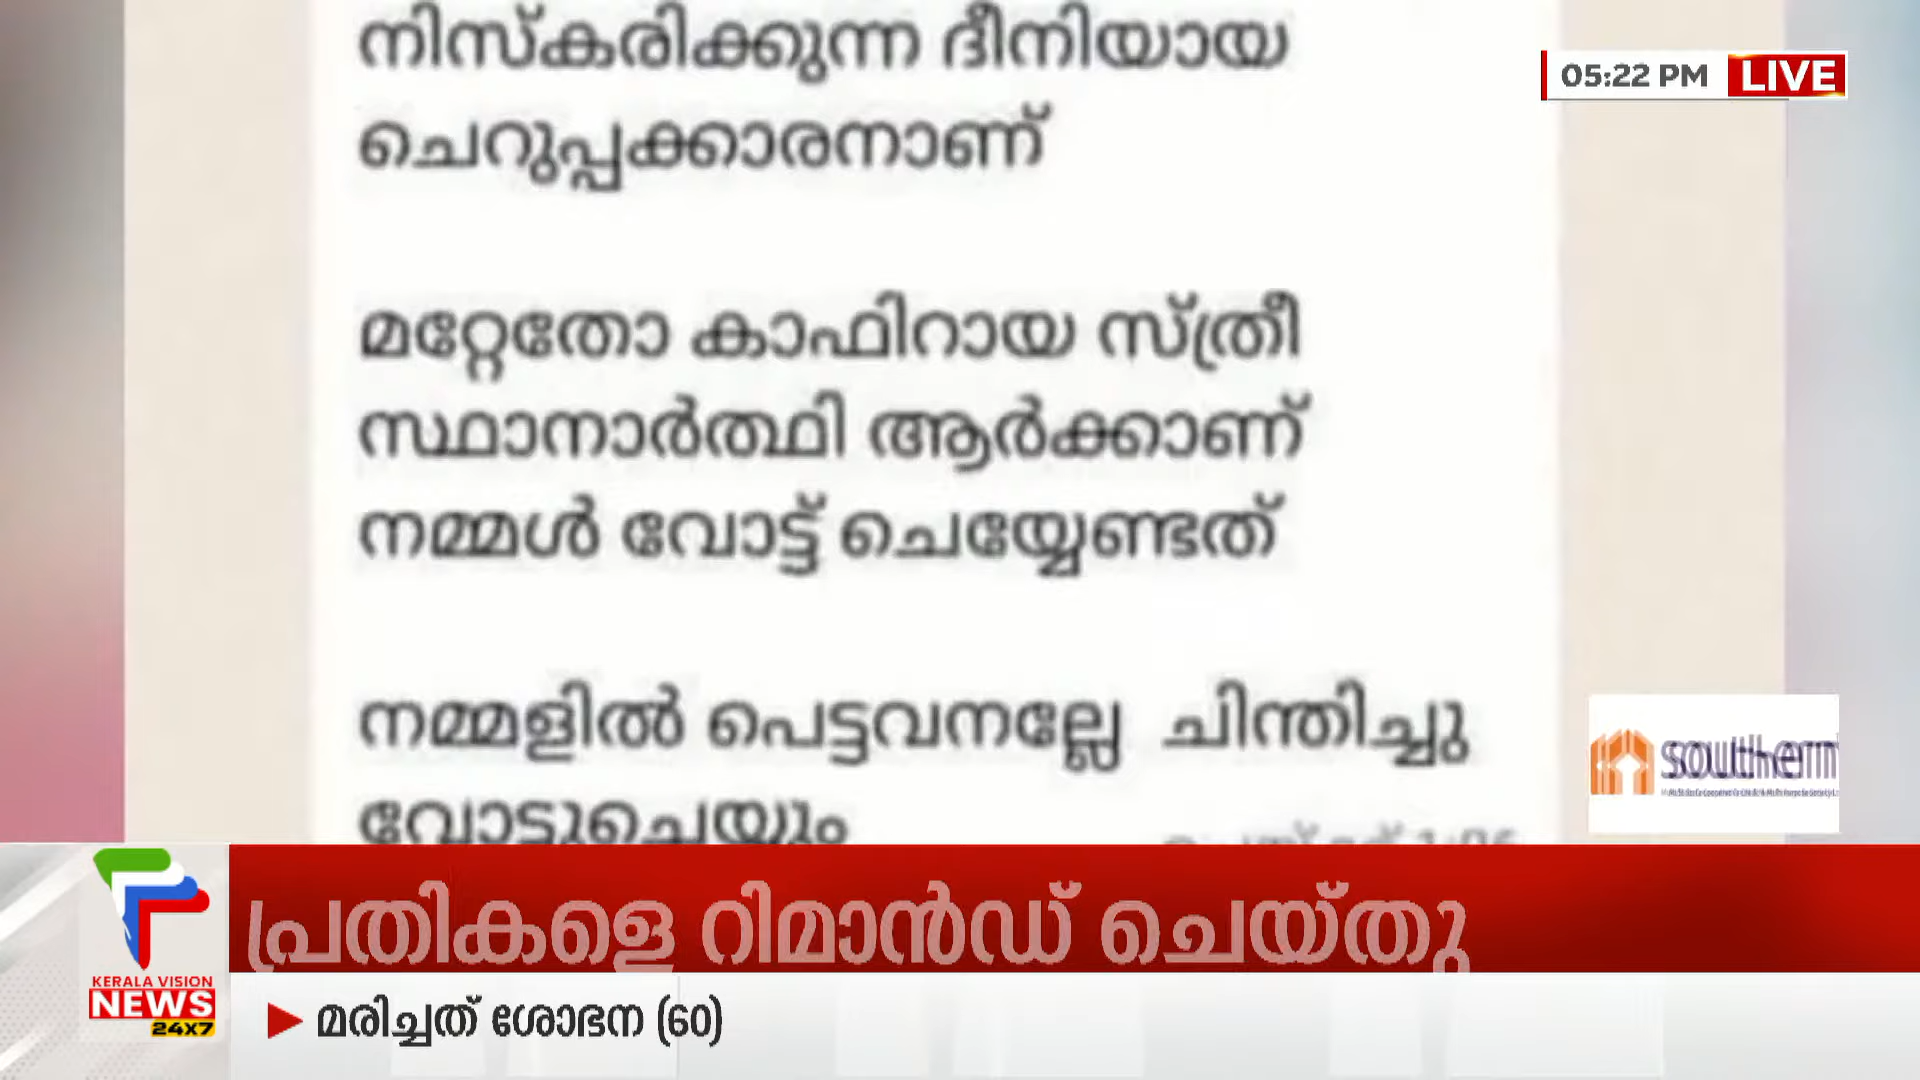 നിസ്കരിക്കുന്ന ദീനിയായ
05:22 PM LIVE
ചെറുപ്പക്കാരനാണ്
മറ്റേതോ കാഫിറായ സ്ത്രീ
സ്ഥാനാർത്ഥി ആർക്കാണ്
നമ്മൾ വോട്ട് ചെയ്യേണ്ടത്
നമ്മളിൽ പെട്ടവനല്ലേ ചിന്തിച്ചു
വോട്ടുചെയ്യും
southern
പ്രതികളെ റിമാൻഡ് ചെയ്തു
KERALA VISION
NEWS
24X7
മരിച്ചത് ശോഭന (60)